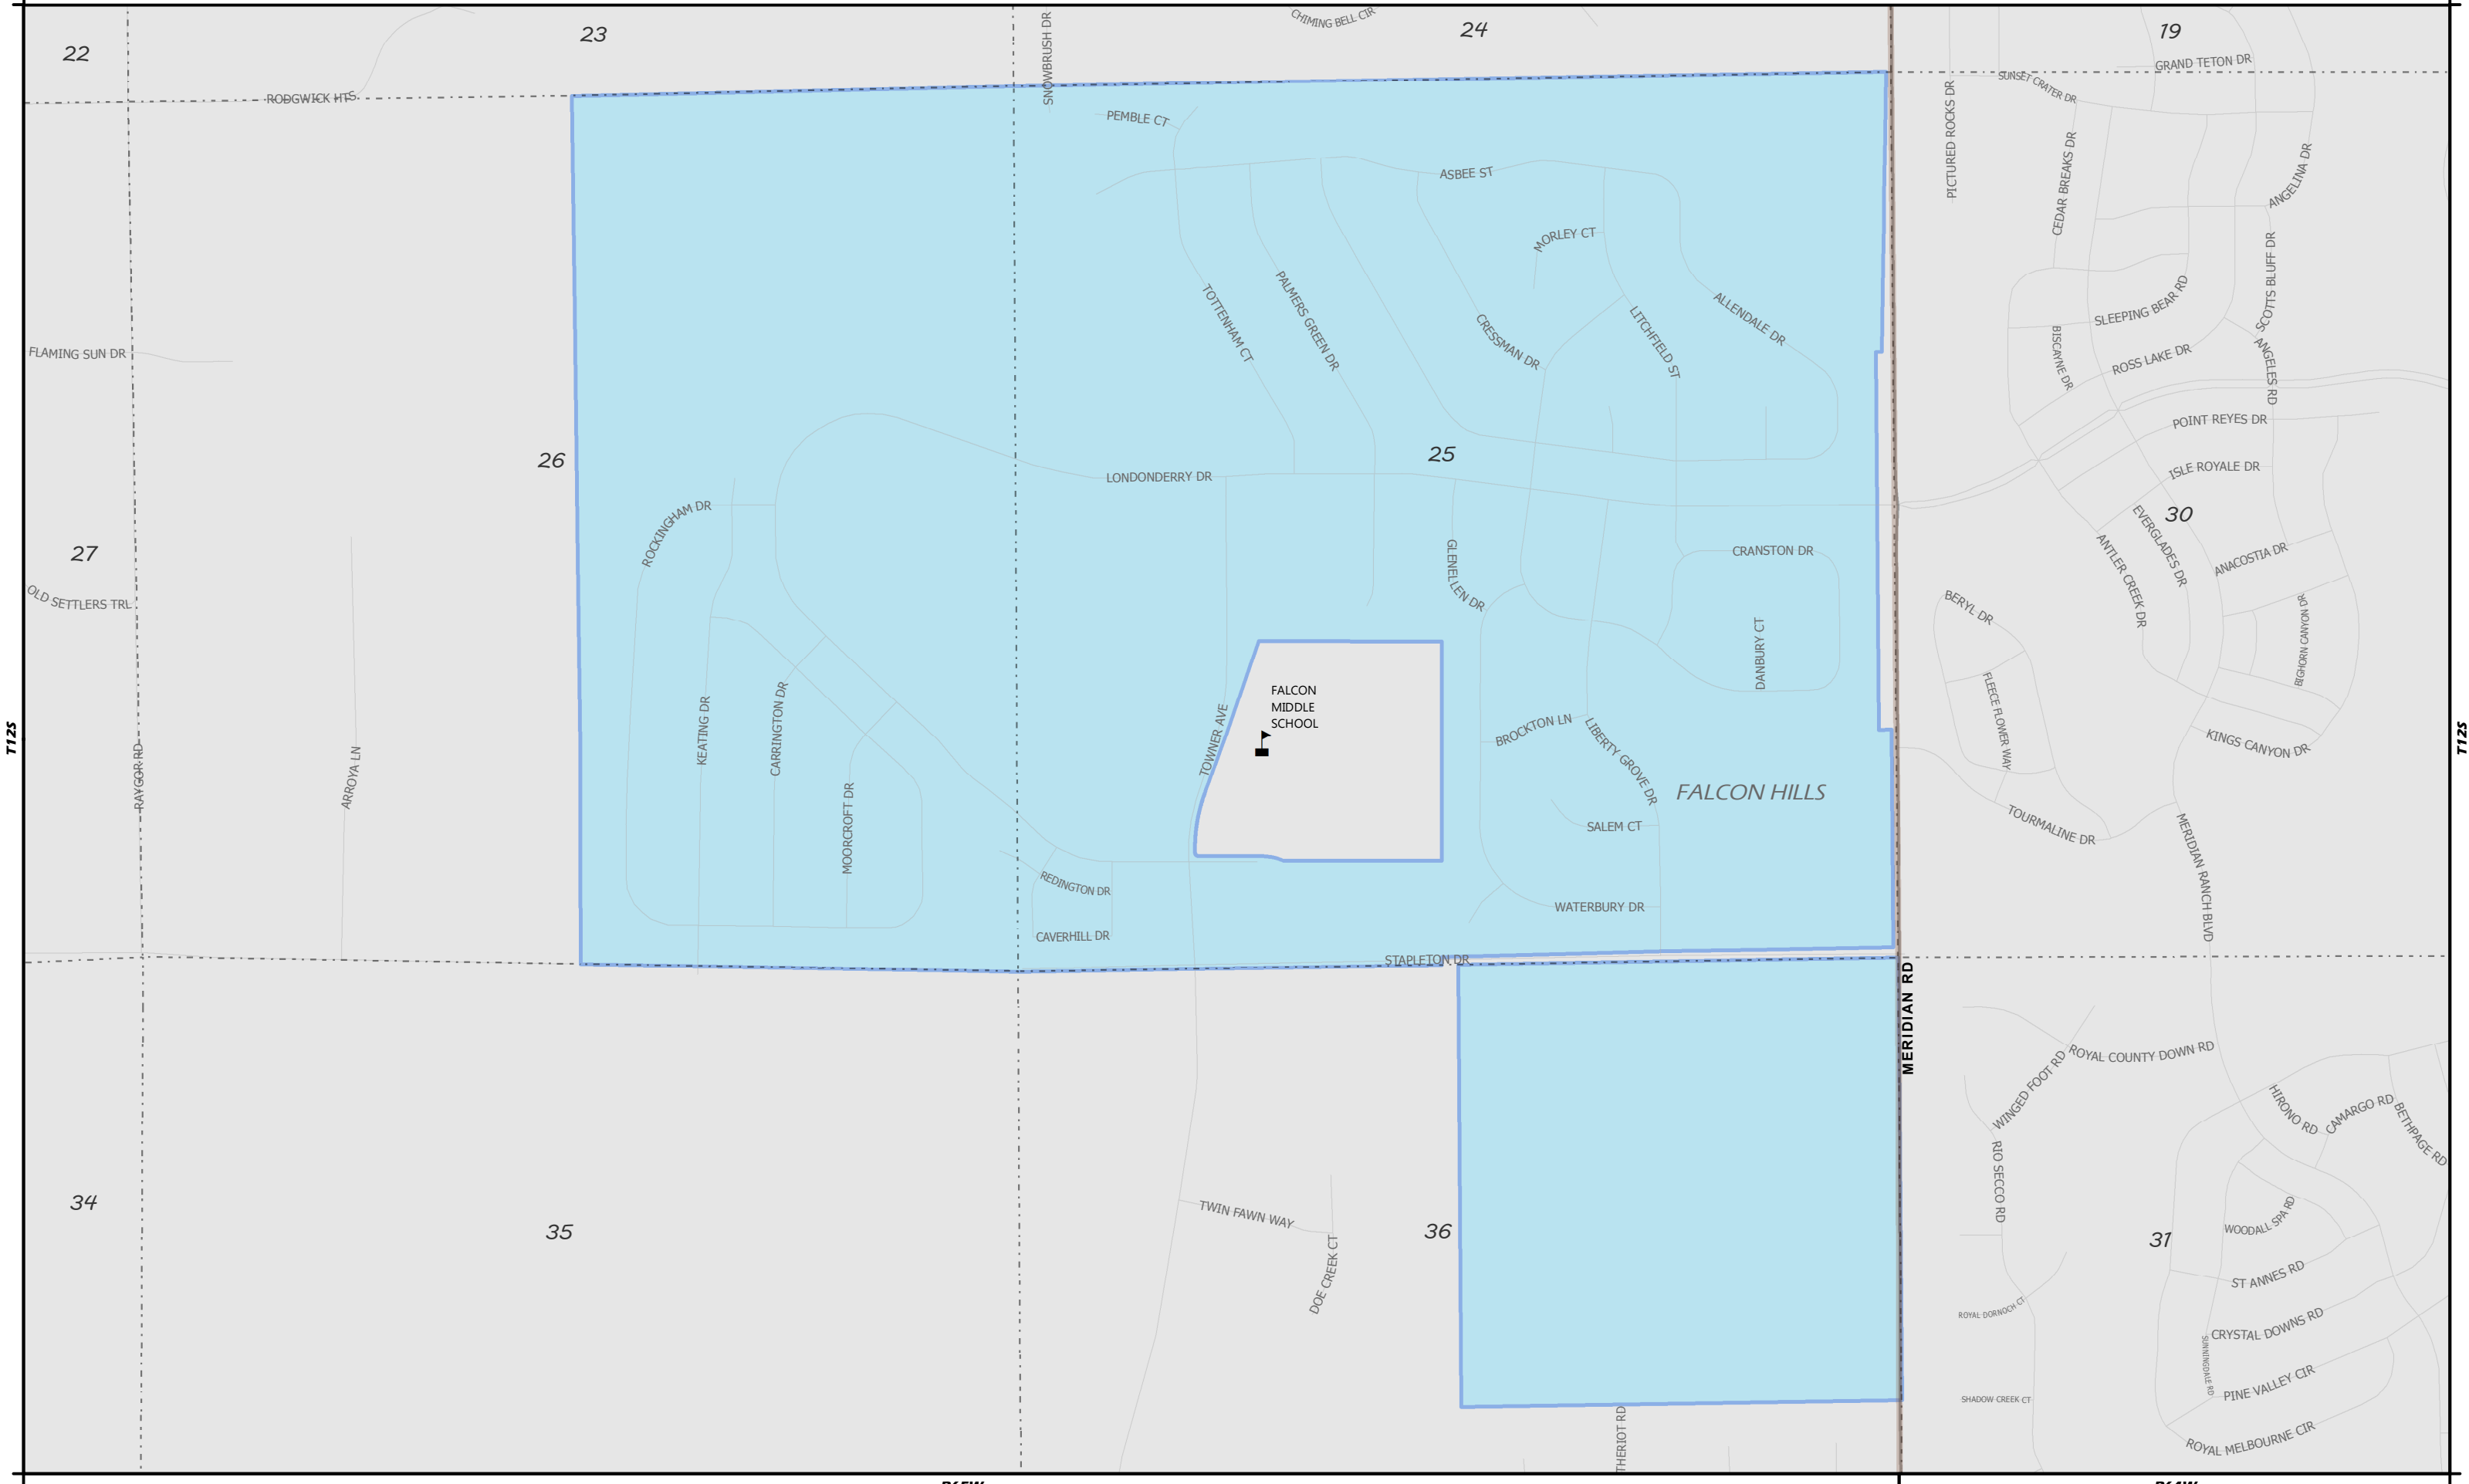 CHIMING BELL CIR
22
23
SNOWBRUSH DR
24
19
GRAND TETON DR
SUNSET CRATER DR
RODGWICK HTS
PEMBLE CT
PICTURED ROCKS DR
CEDAR BREAKS DR
ANGELINA DR
ASBEE ST
MORLEY CT
SCOTTS BLUFF DR
TOTTENHAM CT
PALMERS GREEN DR
CRESSMAN DR
LITCHFIELD ST
ALLENDALE DR
SLEEPING BEAR RD
BISCAYNE DR
ROSS LAKE DR
ANGELES RD
FLAMING SUN DR
POINT REYES DR
26
25
LONDONDERRY DR
ISLE ROYALE DR
ROCKINGHAM DR
30
EVERGLADES DR
ANTLER CREEK DR
ANACOSTIA DR
27
GLENELLEN DR
CRANSTON DR
OLD SETTLERS TRL
BERYL DR
BIGHORN CANYON DR
DANBURY CT
FALCON
MIDDLE
SCHOOL
FLEECE FLOWER WAY
KEATING DR
CARRINGTON DR
TOWNER AVE
BROCKTON LN
LIBERTY GROVE DR
KINGS CANYON DR
T12S
T12S
RAYGOR RD
ARROYA LN
MOORCROFT DR
FALCON HILLS
SALEM CT
TOURMALINE DR
MERIDIAN RANCH BLVD
REDINGTON DR
WATERBURY DR
CAVERHILL DR
STAPLETON DR
MERIDIAN RD
ROYAL COUNTY DOWN RD
WINGED FOOT RD
HIRONO RD
CAMARGO RD
BETHPAGE RD
RIO SECCO RD
34
35
TWIN FAWN WAY
36
DOE CREEK CT
WOODALL SPA RD
31
ST ANNES RD
ROYAL DORNOCH CT
CRYSTAL DOWNS RD
SUNNINGDALE RD
PINE VALLEY CIR
SHADOW CREEK CT
THERIOT RD
ROYAL MELBOURNE CIR